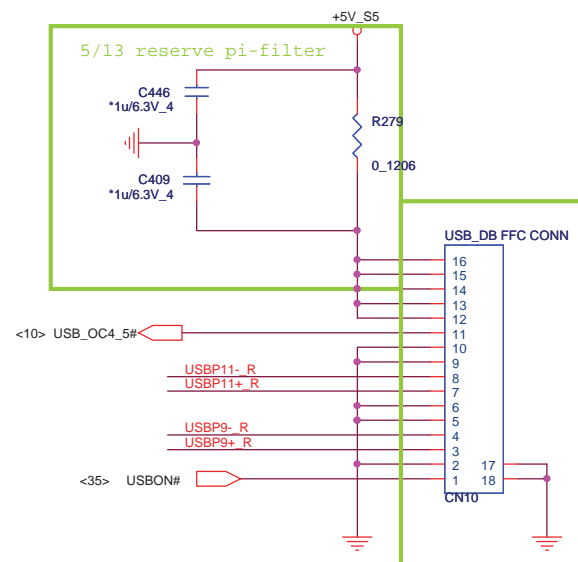 +5V_S5
5/13 reserve pi-filter
C446
*1u/6.3V_4
R279
0_1206
C409
*1u/6.3V_4
USB_DB FFC CONN
16
15
14
13
12
<10> USB_OC4_5# 11
10
9
USBP11-_R 8
USBP11+_R 7
6
5
USBP9-_R 4
USBP9+_R 3
2 17
<35> USBON# 1 18
CN10